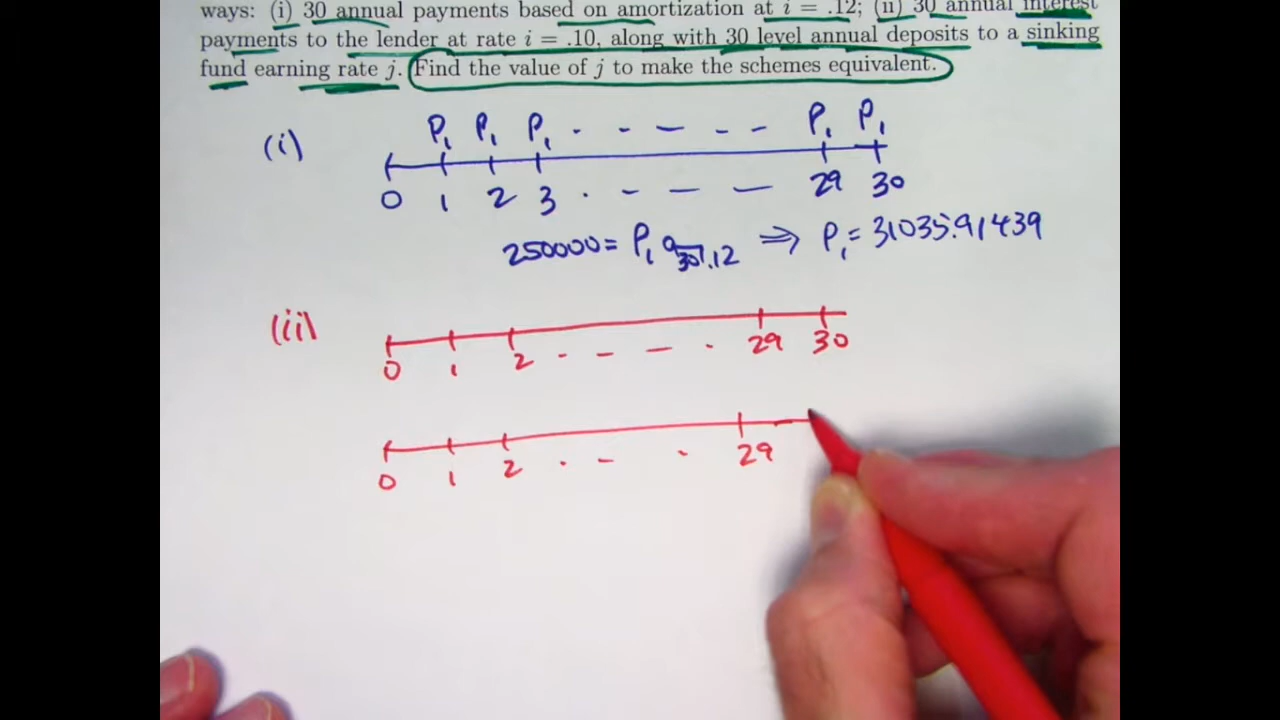 ways: (i) 30 annual payments based on amortization at i = .12; (ii) 30 annual interest
payments to the lender at rate i = .10, along with 30 level annual deposits to a sinking
fund earning rate j. Find the value of j to make the schemes equivalent.
(i) P₁ P₁ P₁ · - — - - P₁ P₁
0 1 2 3 · - — — 29 30
250000 = P₁ a30⌉.12 ⇒ P₁ = 31035.91439
(ii)
0 1 2 · - — · 29 30
0 1 2 · - · 29